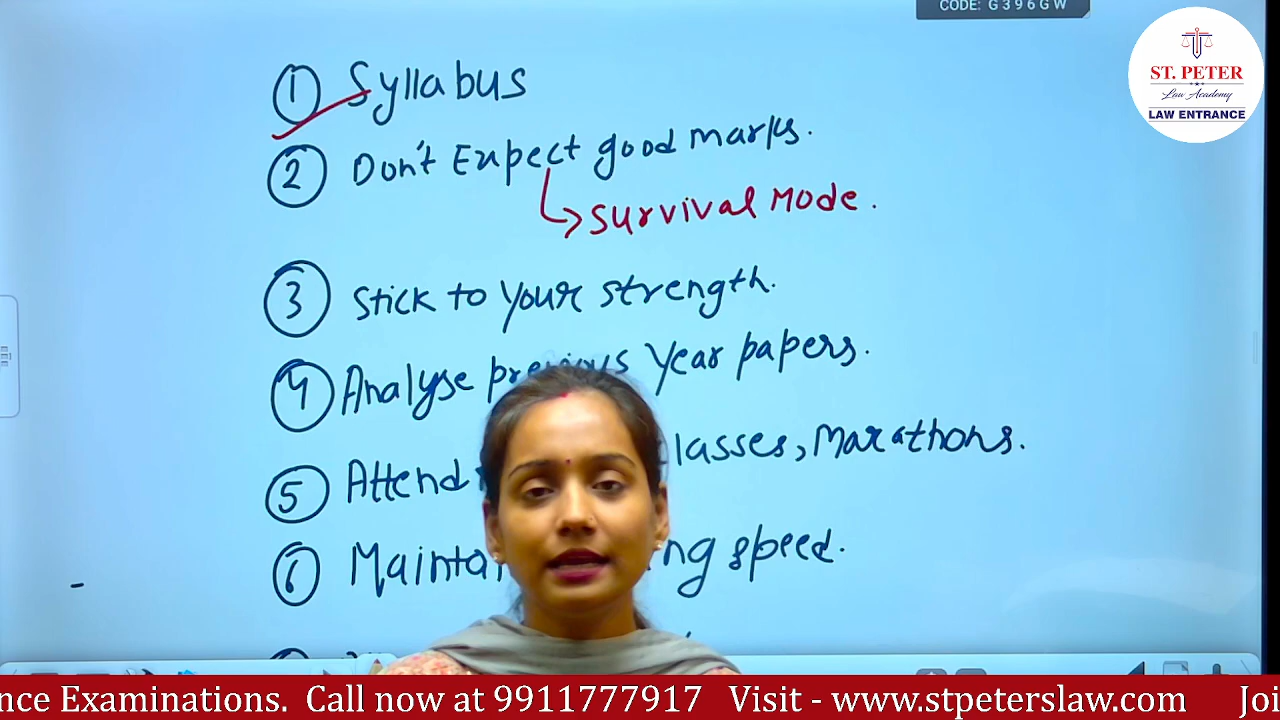 CODE: G396GW
ST. PETER
Law Academy
LAW ENTRANCE
1 Syllabus
2 Don't Expect good marks.
Survival Mode.
3 Stick to your strength.
4 Analyse previous year papers.
5 Attend lasses, Marathons.
6 Mainta ng speed.
nce Examinations. Call now at 9911777917 Visit - www.stpeterslaw.com Joi